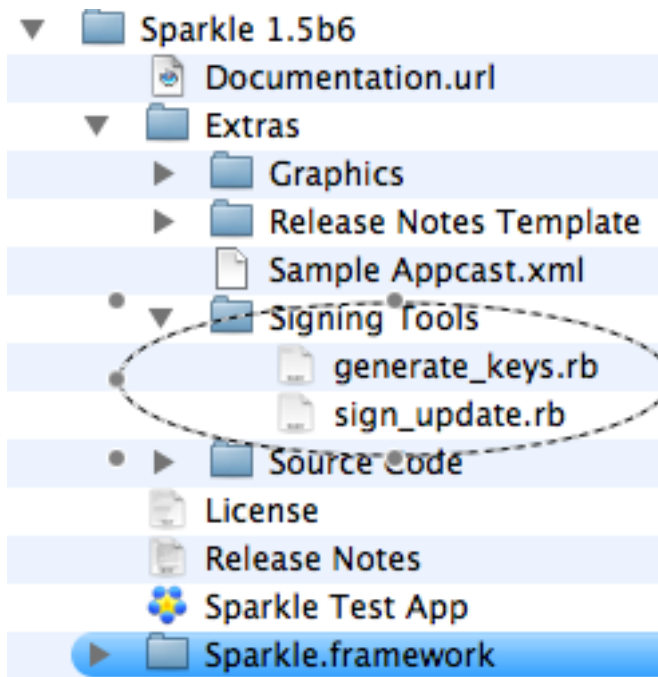 Sparkle 1.5b6
Documentation.url
Extras
Graphics
Release Notes Template
Sample Appcast.xml
Signing Tools
generate_keys.rb
sign_update.rb
Source Code
License
Release Notes
Sparkle Test App
Sparkle.framework